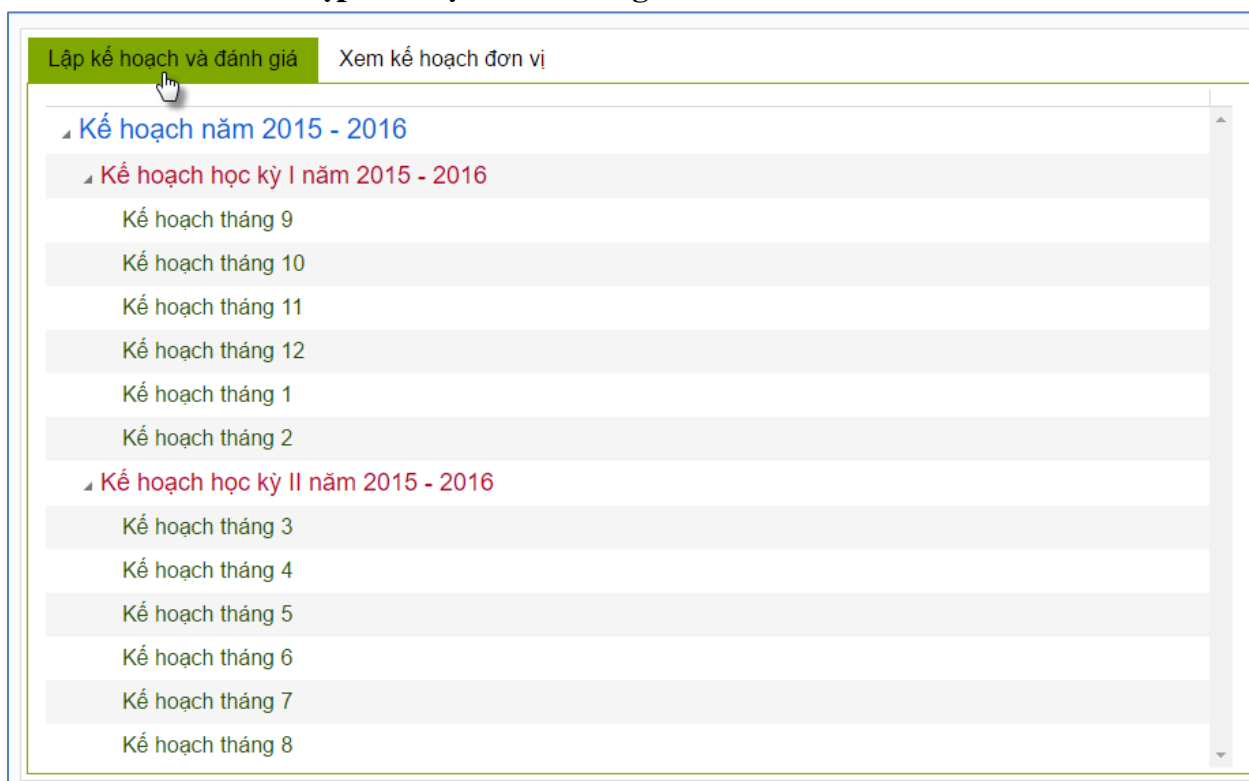 Lập kế hoạch và đánh giá Xem kế hoạch đơn vị
Kế hoạch năm 2015 - 2016
Kế hoạch học kỳ I năm 2015 - 2016
Kế hoạch tháng 9
Kế hoạch tháng 10
Kế hoạch tháng 11
Kế hoạch tháng 12
Kế hoạch tháng 1
Kế hoạch tháng 2
Kế hoạch học kỳ II năm 2015 - 2016
Kế hoạch tháng 3
Kế hoạch tháng 4
Kế hoạch tháng 5
Kế hoạch tháng 6
Kế hoạch tháng 7
Kế hoạch tháng 8